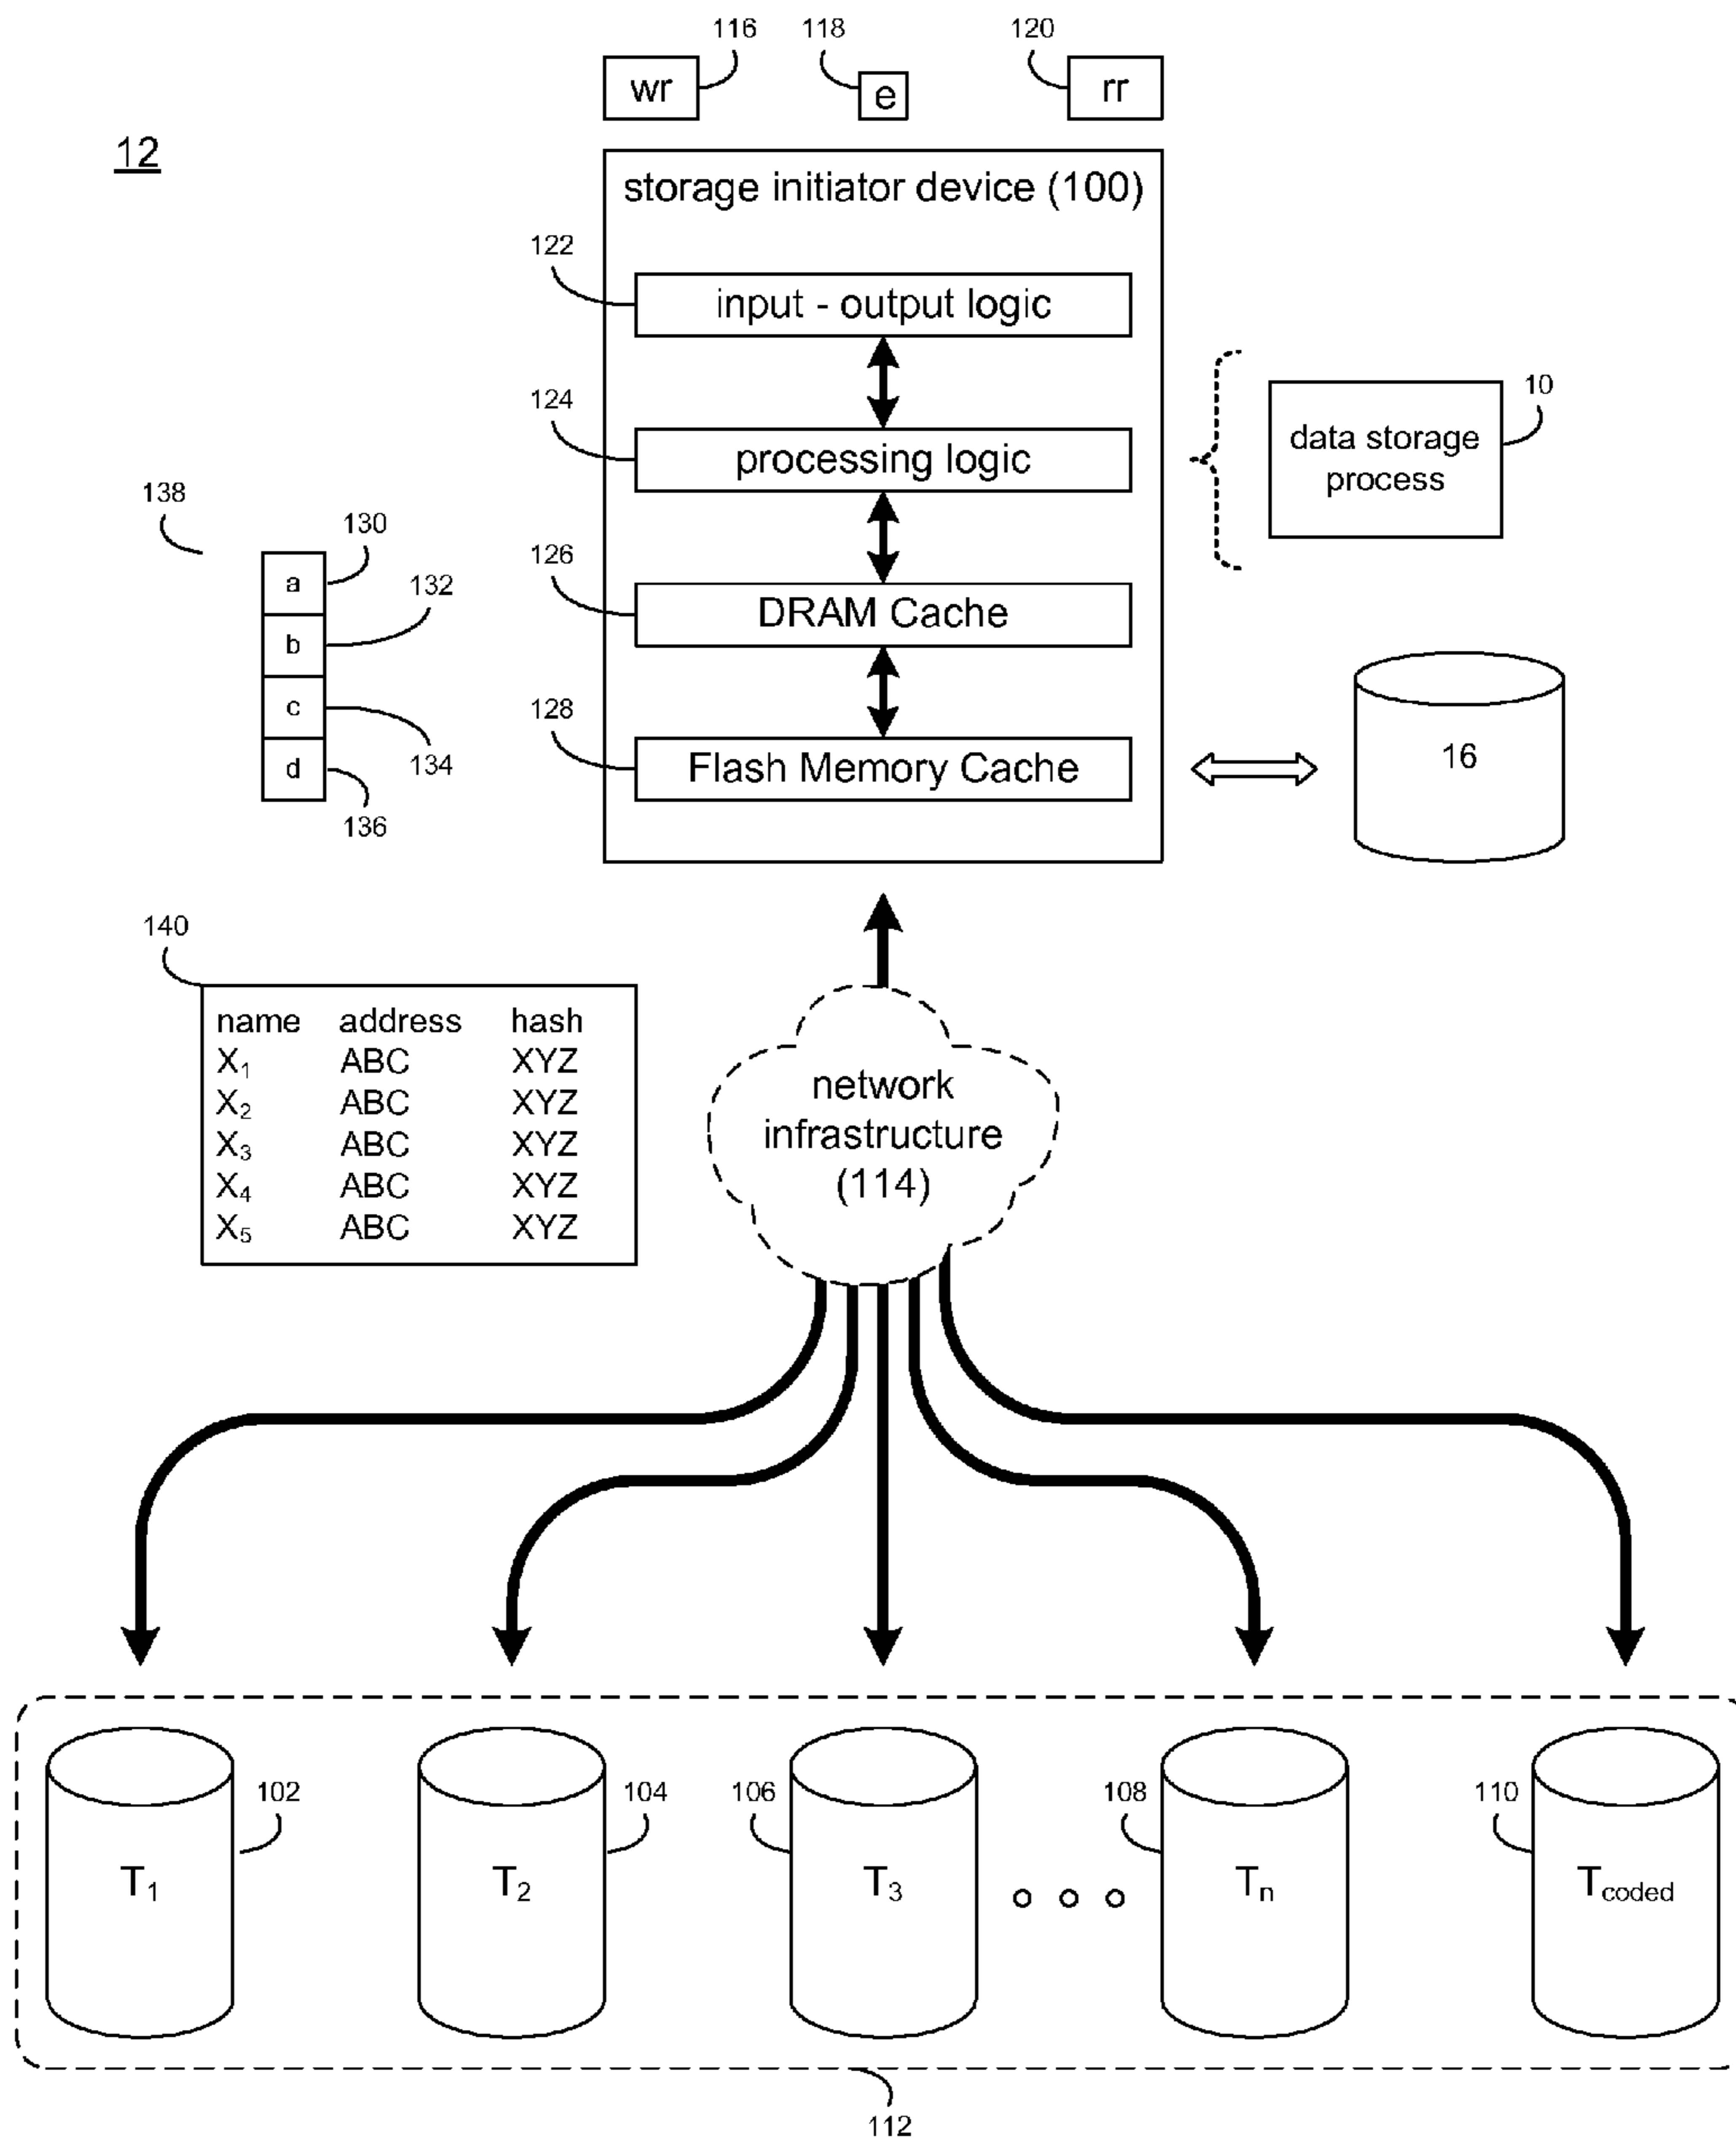 116
118
120
wr
e
rr
12
storage initiator device (100)
122
input - output logic
124
processing logic
10
data storage
process
138
130
a
132
b
126
DRAM Cache
c
134
d
136
128
Flash Memory Cache
16
140
name address hash
X1 ABC XYZ
X2 ABC XYZ
X3 ABC XYZ
X4 ABC XYZ
X5 ABC XYZ
network
infrastructure
(114)
102
104
106
108
110
T1
T2
T3
Tn
Tcoded
112